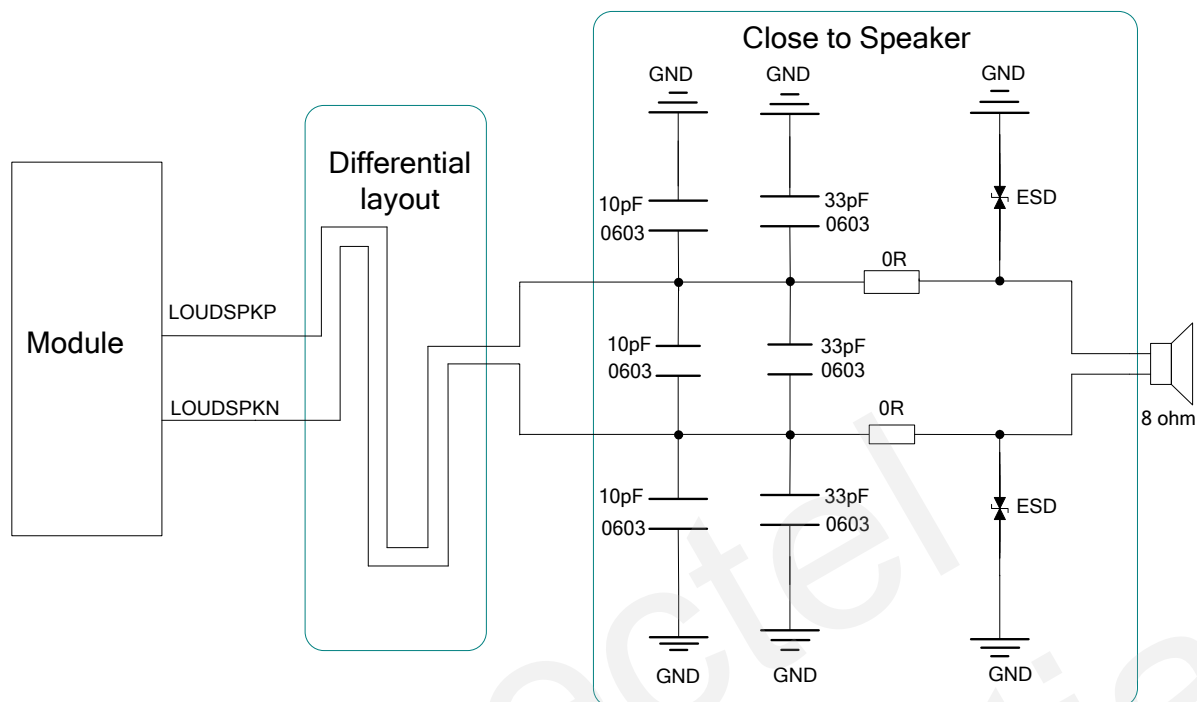 Close to Speaker
GND
GND
GND
Differential
layout
10pF
0603
33pF
0603
ESD
0R
LOUDSPKP
Module
10pF
0603
33pF
0603
LOUDSPKN
0R
8 ohm
10pF
0603
33pF
0603
ESD
GND
GND
GND